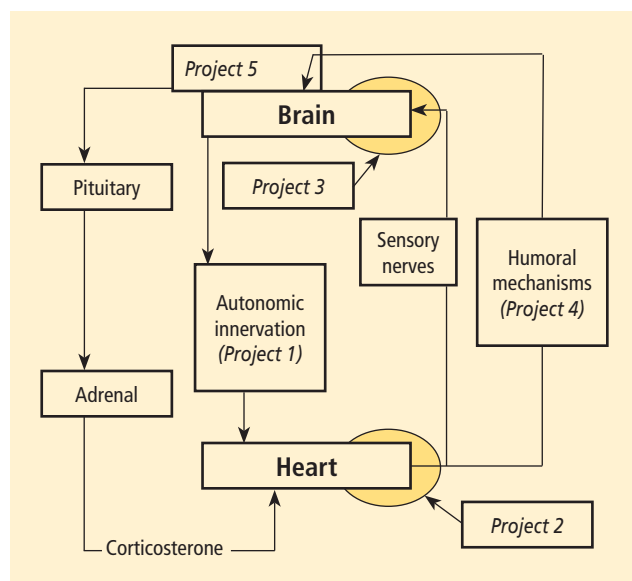 Project 5
Brain
Pituitary
Project 3
Sensory
nerves
Humoral
mechanisms
(Project 4)
Autonomic
innervation
(Project 1)
Adrenal
Heart
Project 2
Corticosterone